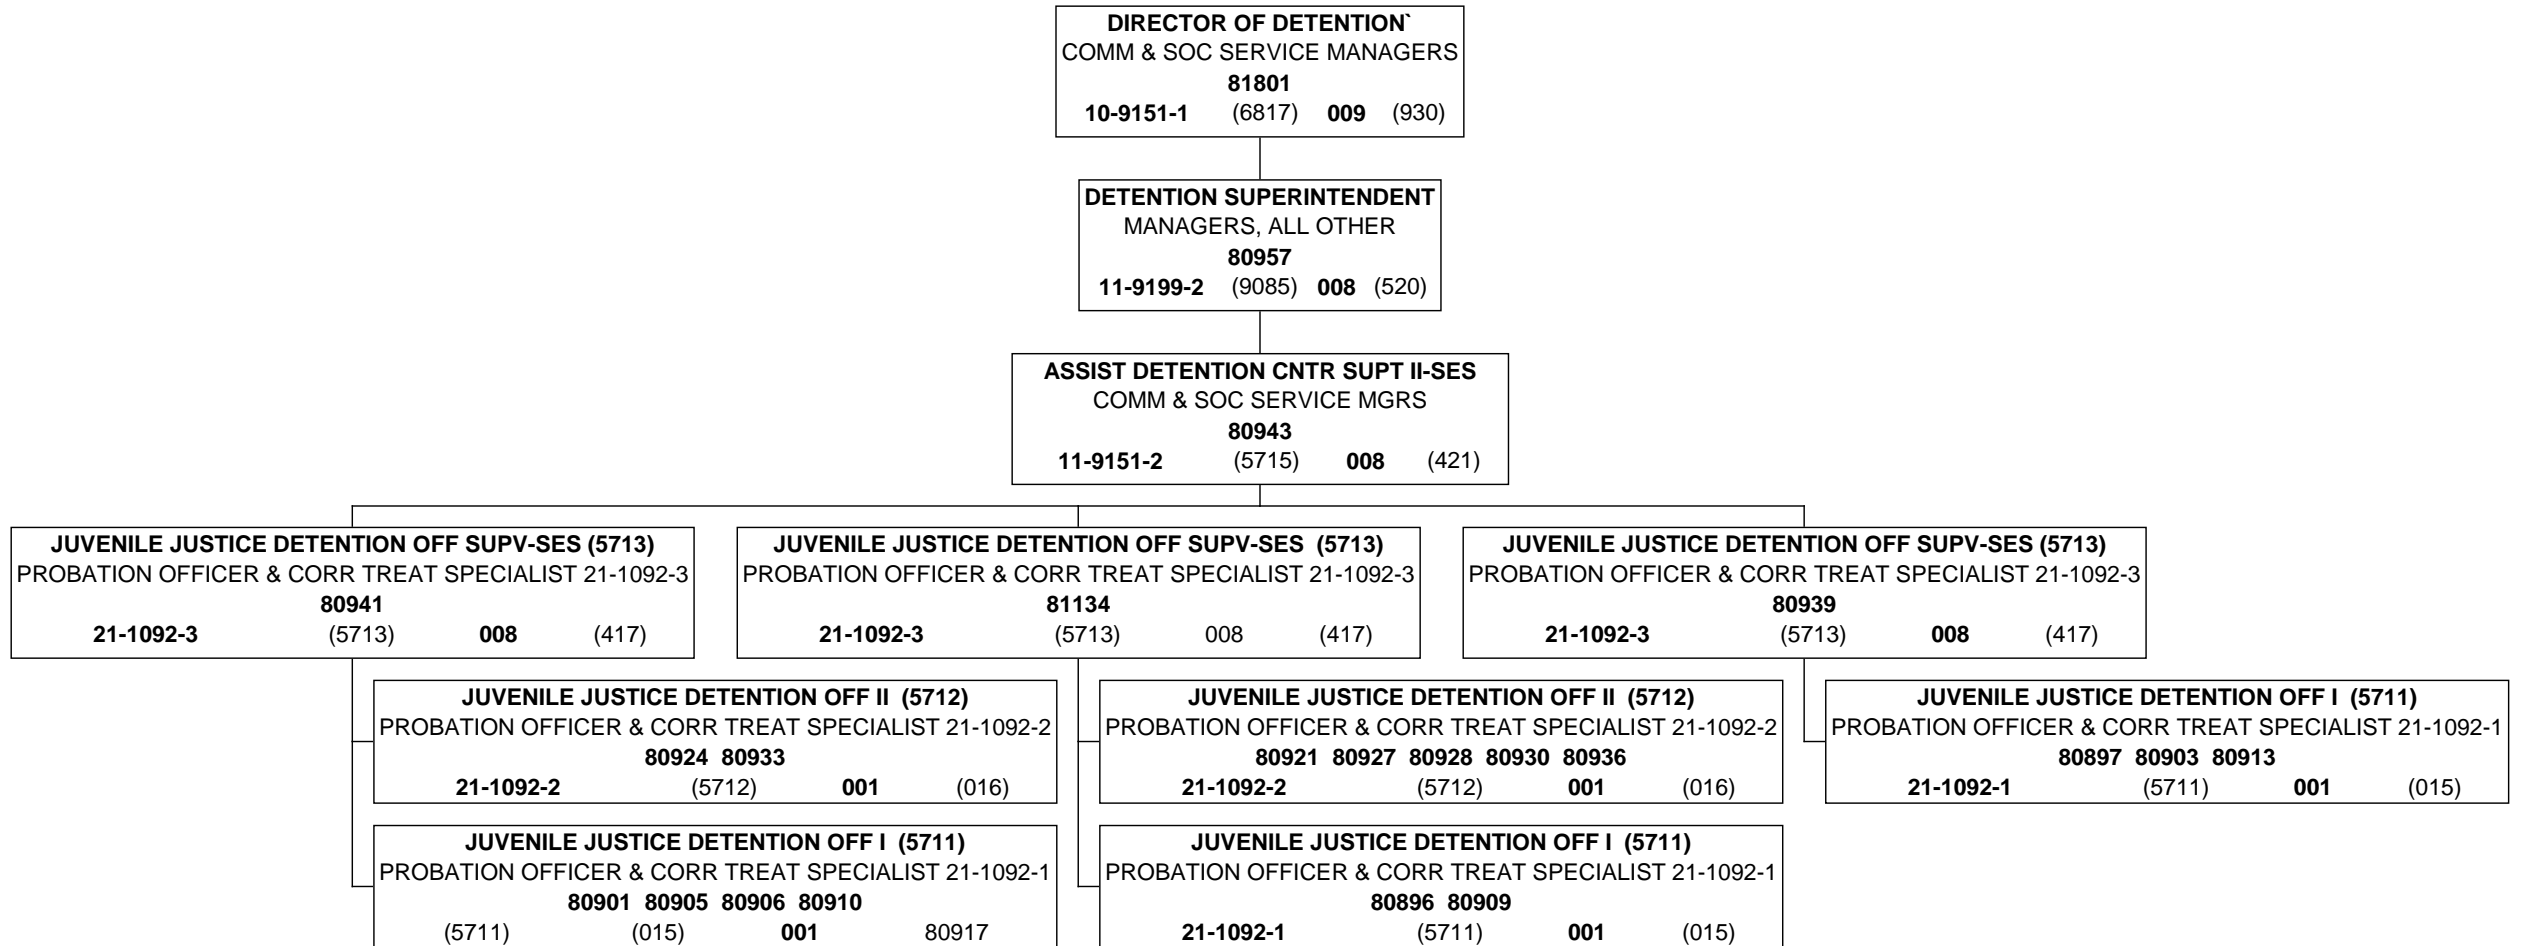 DIRECTOR OF DETENTION`
COMM & SOC SERVICE MANAGERS
81801
10-9151-1 (6817) 009 (930)
DETENTION SUPERINTENDENT
MANAGERS, ALL OTHER
80957
11-9199-2 (9085) 008 (520)
ASSIST DETENTION CNTR SUPT II-SES
COMM & SOC SERVICE MGRS
80943
11-9151-2 (5715) 008 (421)
JUVENILE JUSTICE DETENTION OFF SUPV-SES (5713)
PROBATION OFFICER & CORR TREAT SPECIALIST 21-1092-3
80941
21-1092-3 (5713) 008 (417)
JUVENILE JUSTICE DETENTION OFF II (5712)
PROBATION OFFICER & CORR TREAT SPECIALIST 21-1092-2
80924 80933
21-1092-2 (5712) 001 (016)
JUVENILE JUSTICE DETENTION OFF I (5711)
PROBATION OFFICER & CORR TREAT SPECIALIST 21-1092-1
80901 80905 80906 80910
(5711) (015) 001 80917
JUVENILE JUSTICE DETENTION OFF SUPV-SES (5713)
PROBATION OFFICER & CORR TREAT SPECIALIST 21-1092-3
81134
21-1092-3 (5713) 008 (417)
JUVENILE JUSTICE DETENTION OFF II (5712)
PROBATION OFFICER & CORR TREAT SPECIALIST 21-1092-2
80921 80927 80928 80930 80936
21-1092-2 (5712) 001 (016)
JUVENILE JUSTICE DETENTION OFF I (5711)
PROBATION OFFICER & CORR TREAT SPECIALIST 21-1092-1
80896 80909
21-1092-1 (5711) 001 (015)
JUVENILE JUSTICE DETENTION OFF SUPV-SES (5713)
PROBATION OFFICER & CORR TREAT SPECIALIST 21-1092-3
80939
21-1092-3 (5713) 008 (417)
JUVENILE JUSTICE DETENTION OFF I (5711)
PROBATION OFFICER & CORR TREAT SPECIALIST 21-1092-1
80897 80903 80913
21-1092-1 (5711) 001 (015)